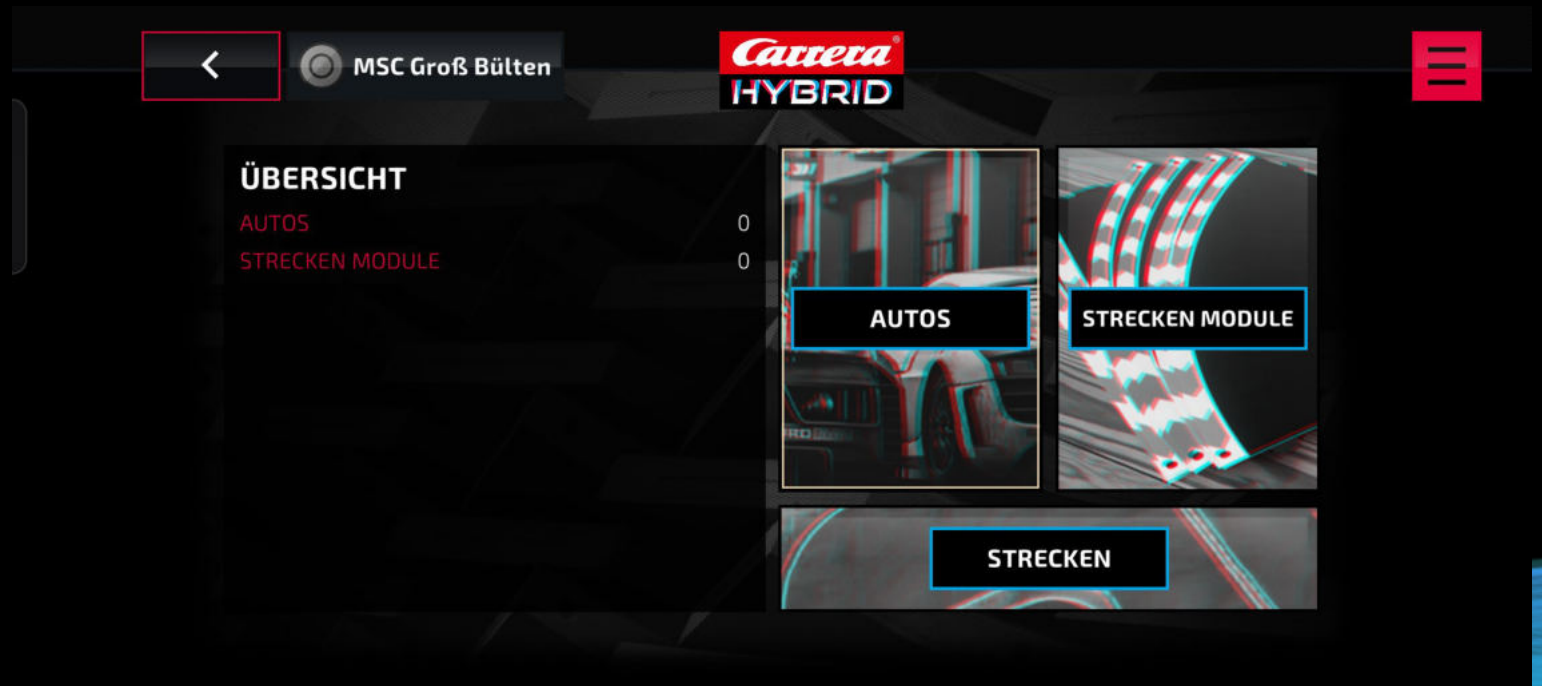 MSC Groß Bülten
Carrera®
HYBRID
ÜBERSICHT
AUTOS 0
STRECKEN MODULE 0
AUTOS
STRECKEN MODULE
STRECKEN